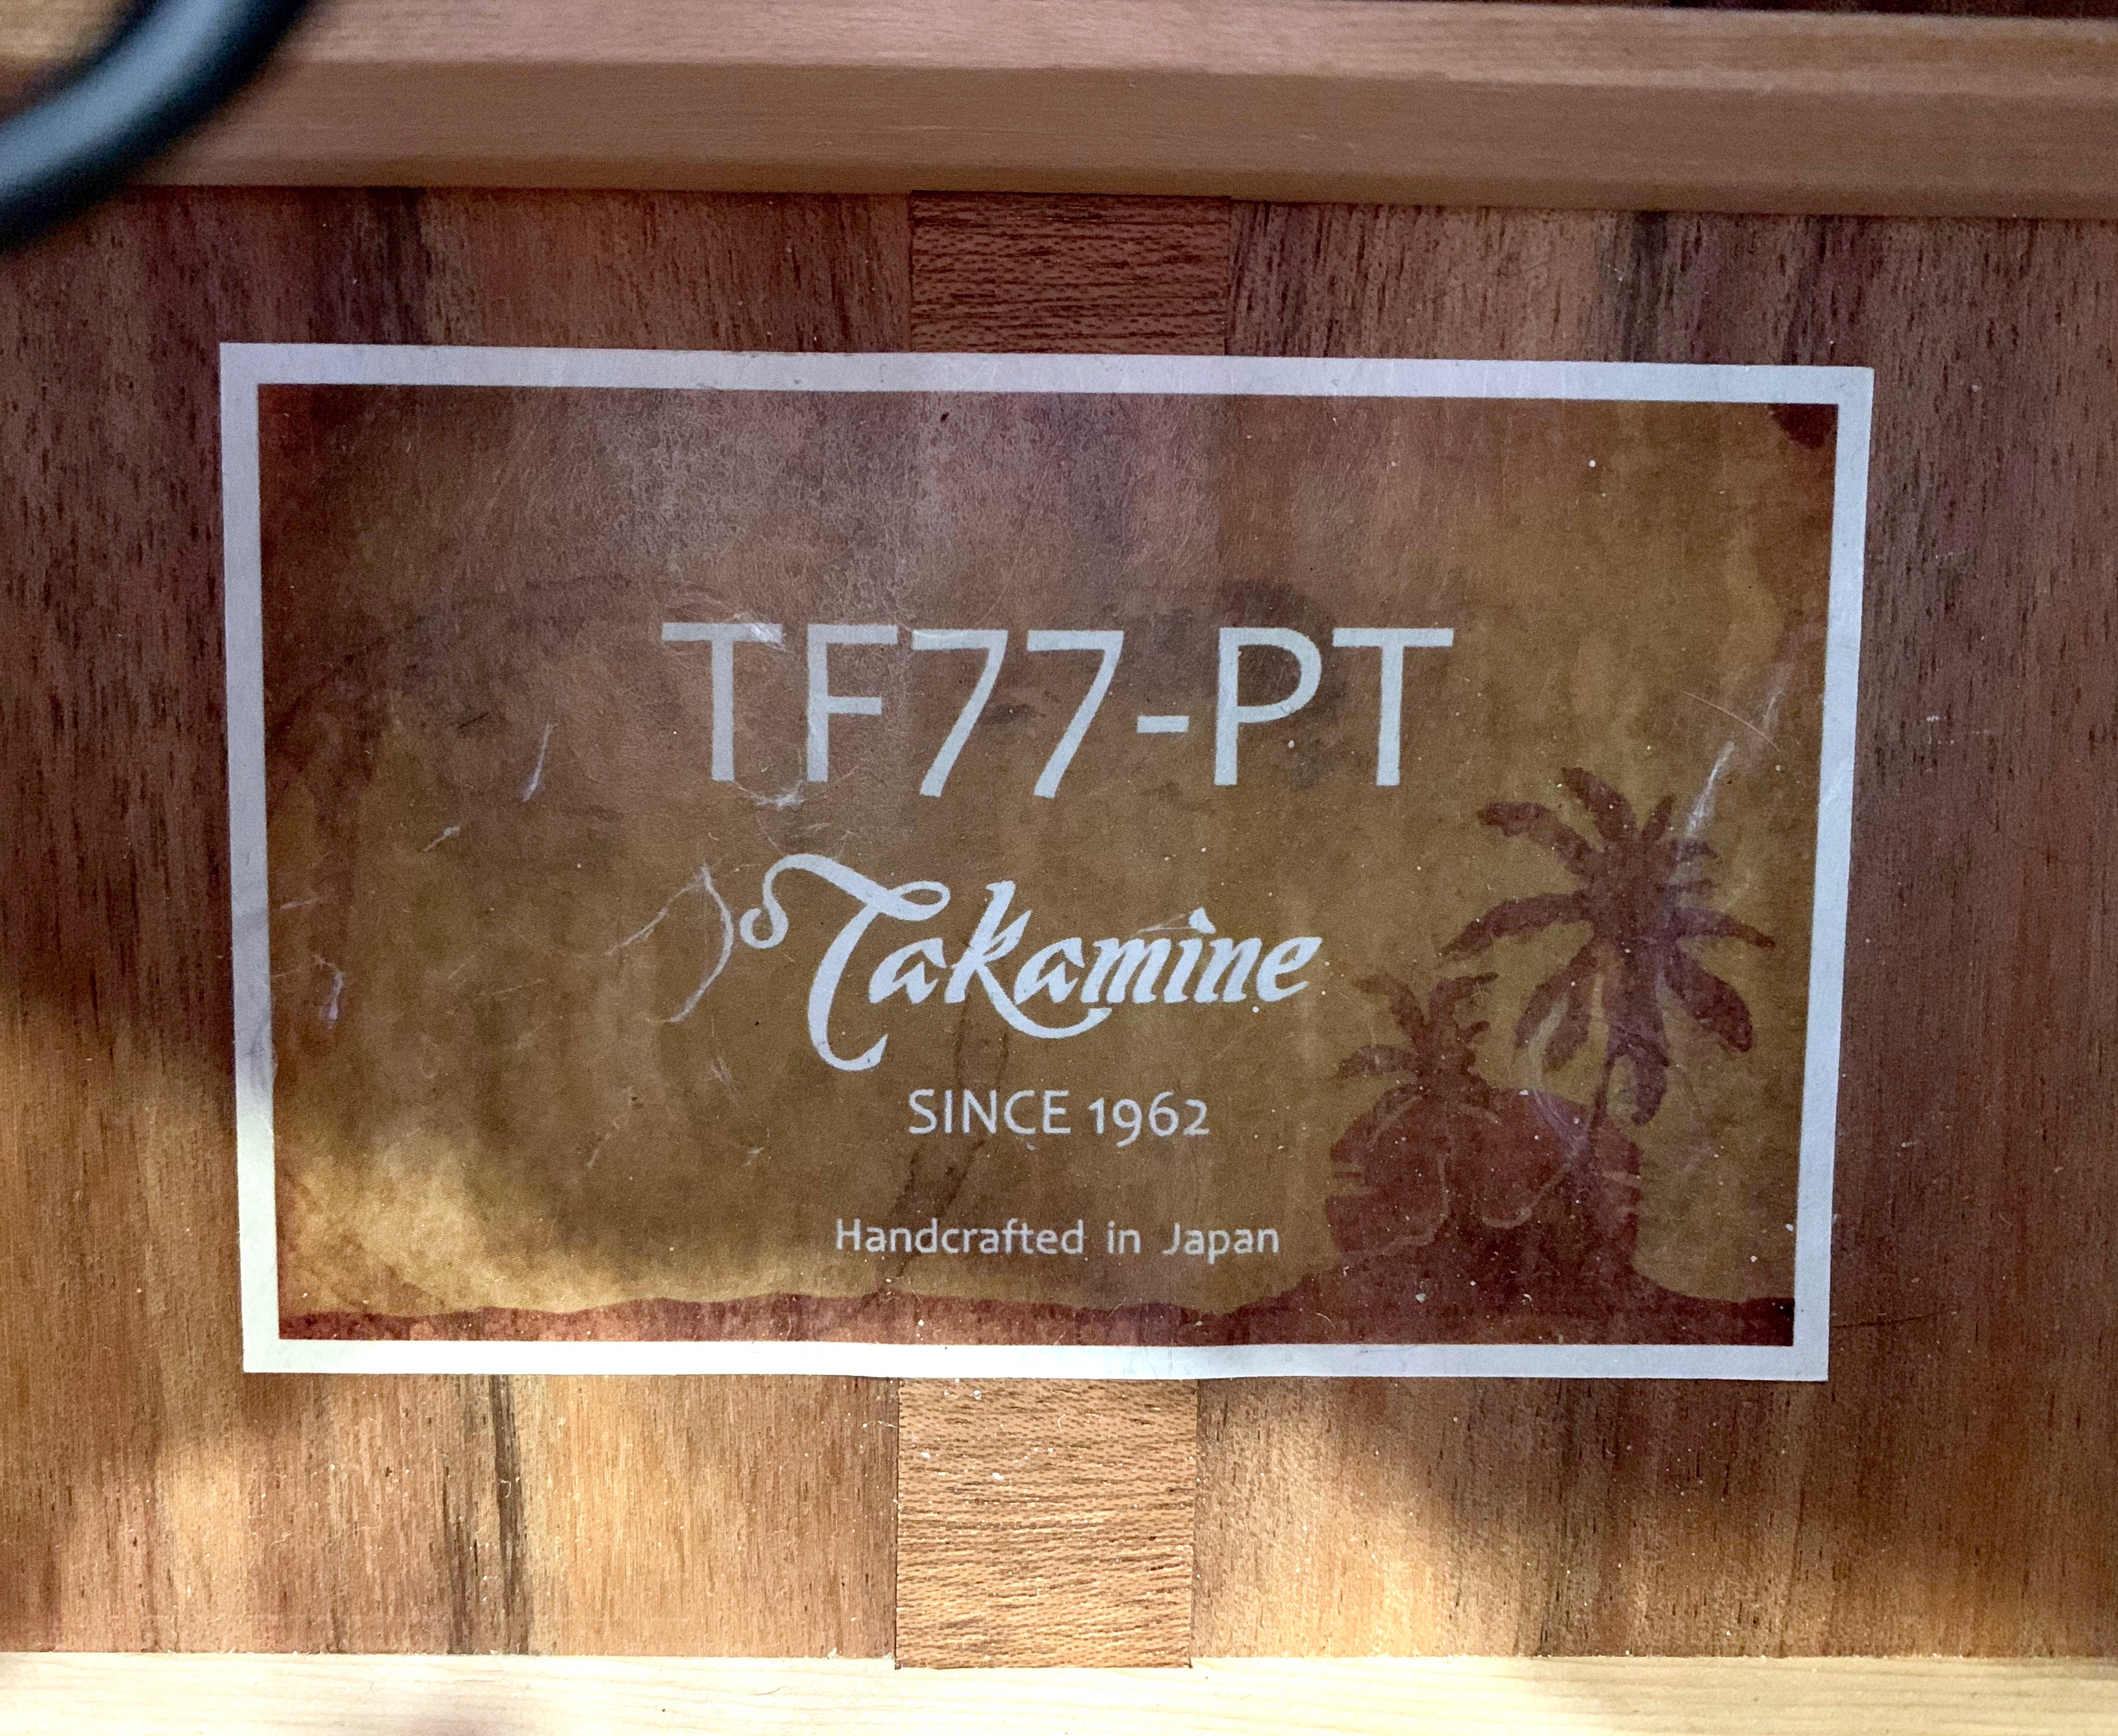 TF77-PT
Takamine
SINCE 1962
Handcrafted in Japan